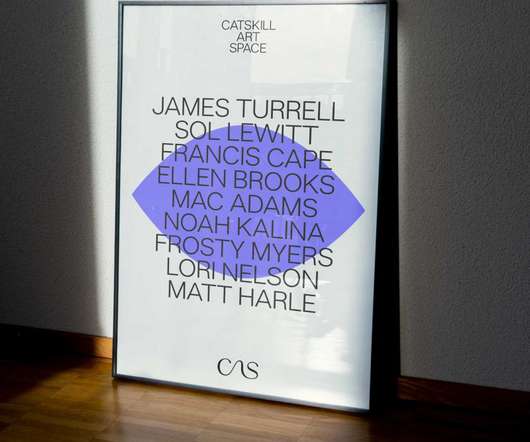 CATSKILL
ART
SPACE
JAMES TURRELL
SOL LEWITT
FRANCIS CAPE
ELLEN BROOKS
MAC ADAMS
NOAH KALINA
FROSTY MYERS
LORI NELSON
MATT HARLE
CAS